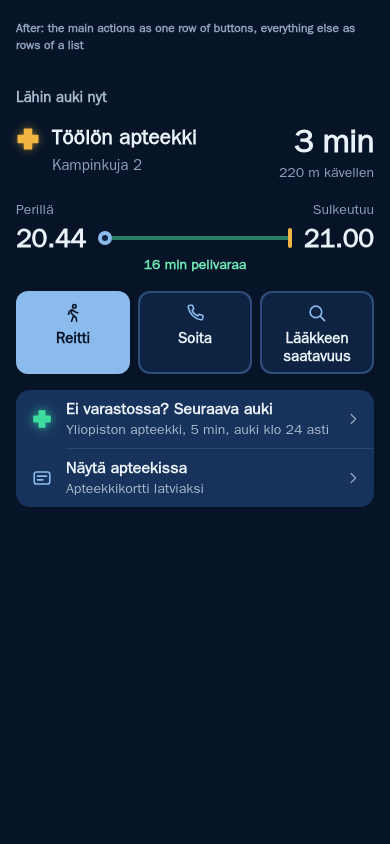 After: the main actions as one row of buttons, everything else as
rows of a list
Lähin auki nyt
Töölön apteekki
3 min
Kampinkuja 2
220 m kävellen
Perillä
Sulkeutuu
20.44
21.00
16 min pelivaraa
Reitti
Soita
Lääkkeen
saatavuus
Ei varastossa? Seuraava auki
Yliopiston apteekki, 5 min, auki klo 24 asti
Näytä apteekissa
Apteekkikortti latviaksi